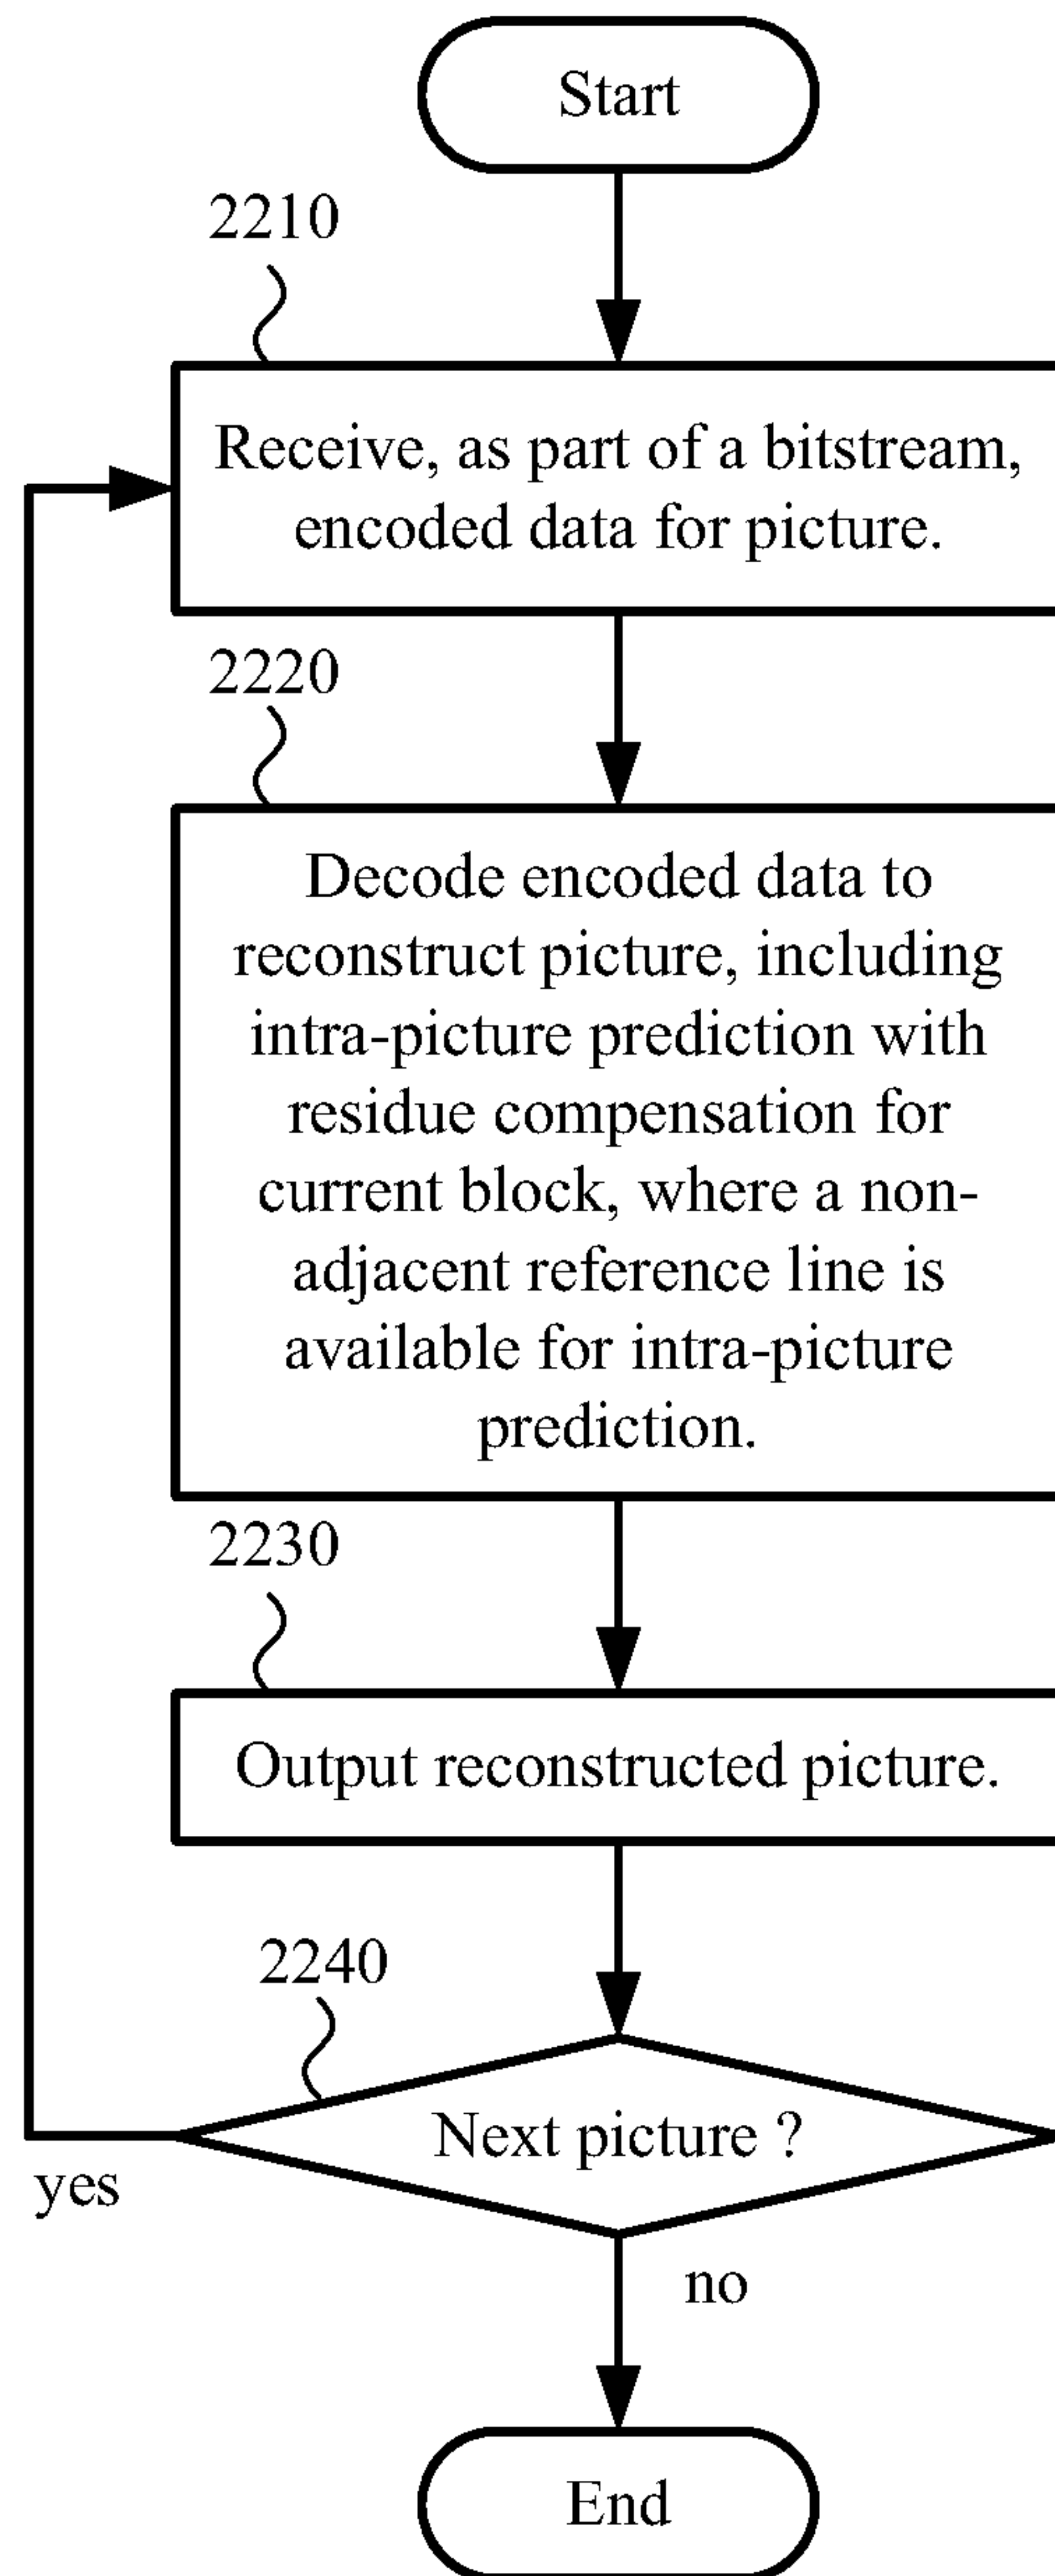 Start
2210
Receive, as part of a bitstream,
encoded data for picture.
2220
Decode encoded data to
reconstruct picture, including
intra-picture prediction with
residue compensation for
current block, where a non-
adjacent reference line is
available for intra-picture
prediction.
2230
Output reconstructed picture.
2240
Next picture ?
yes
no
End